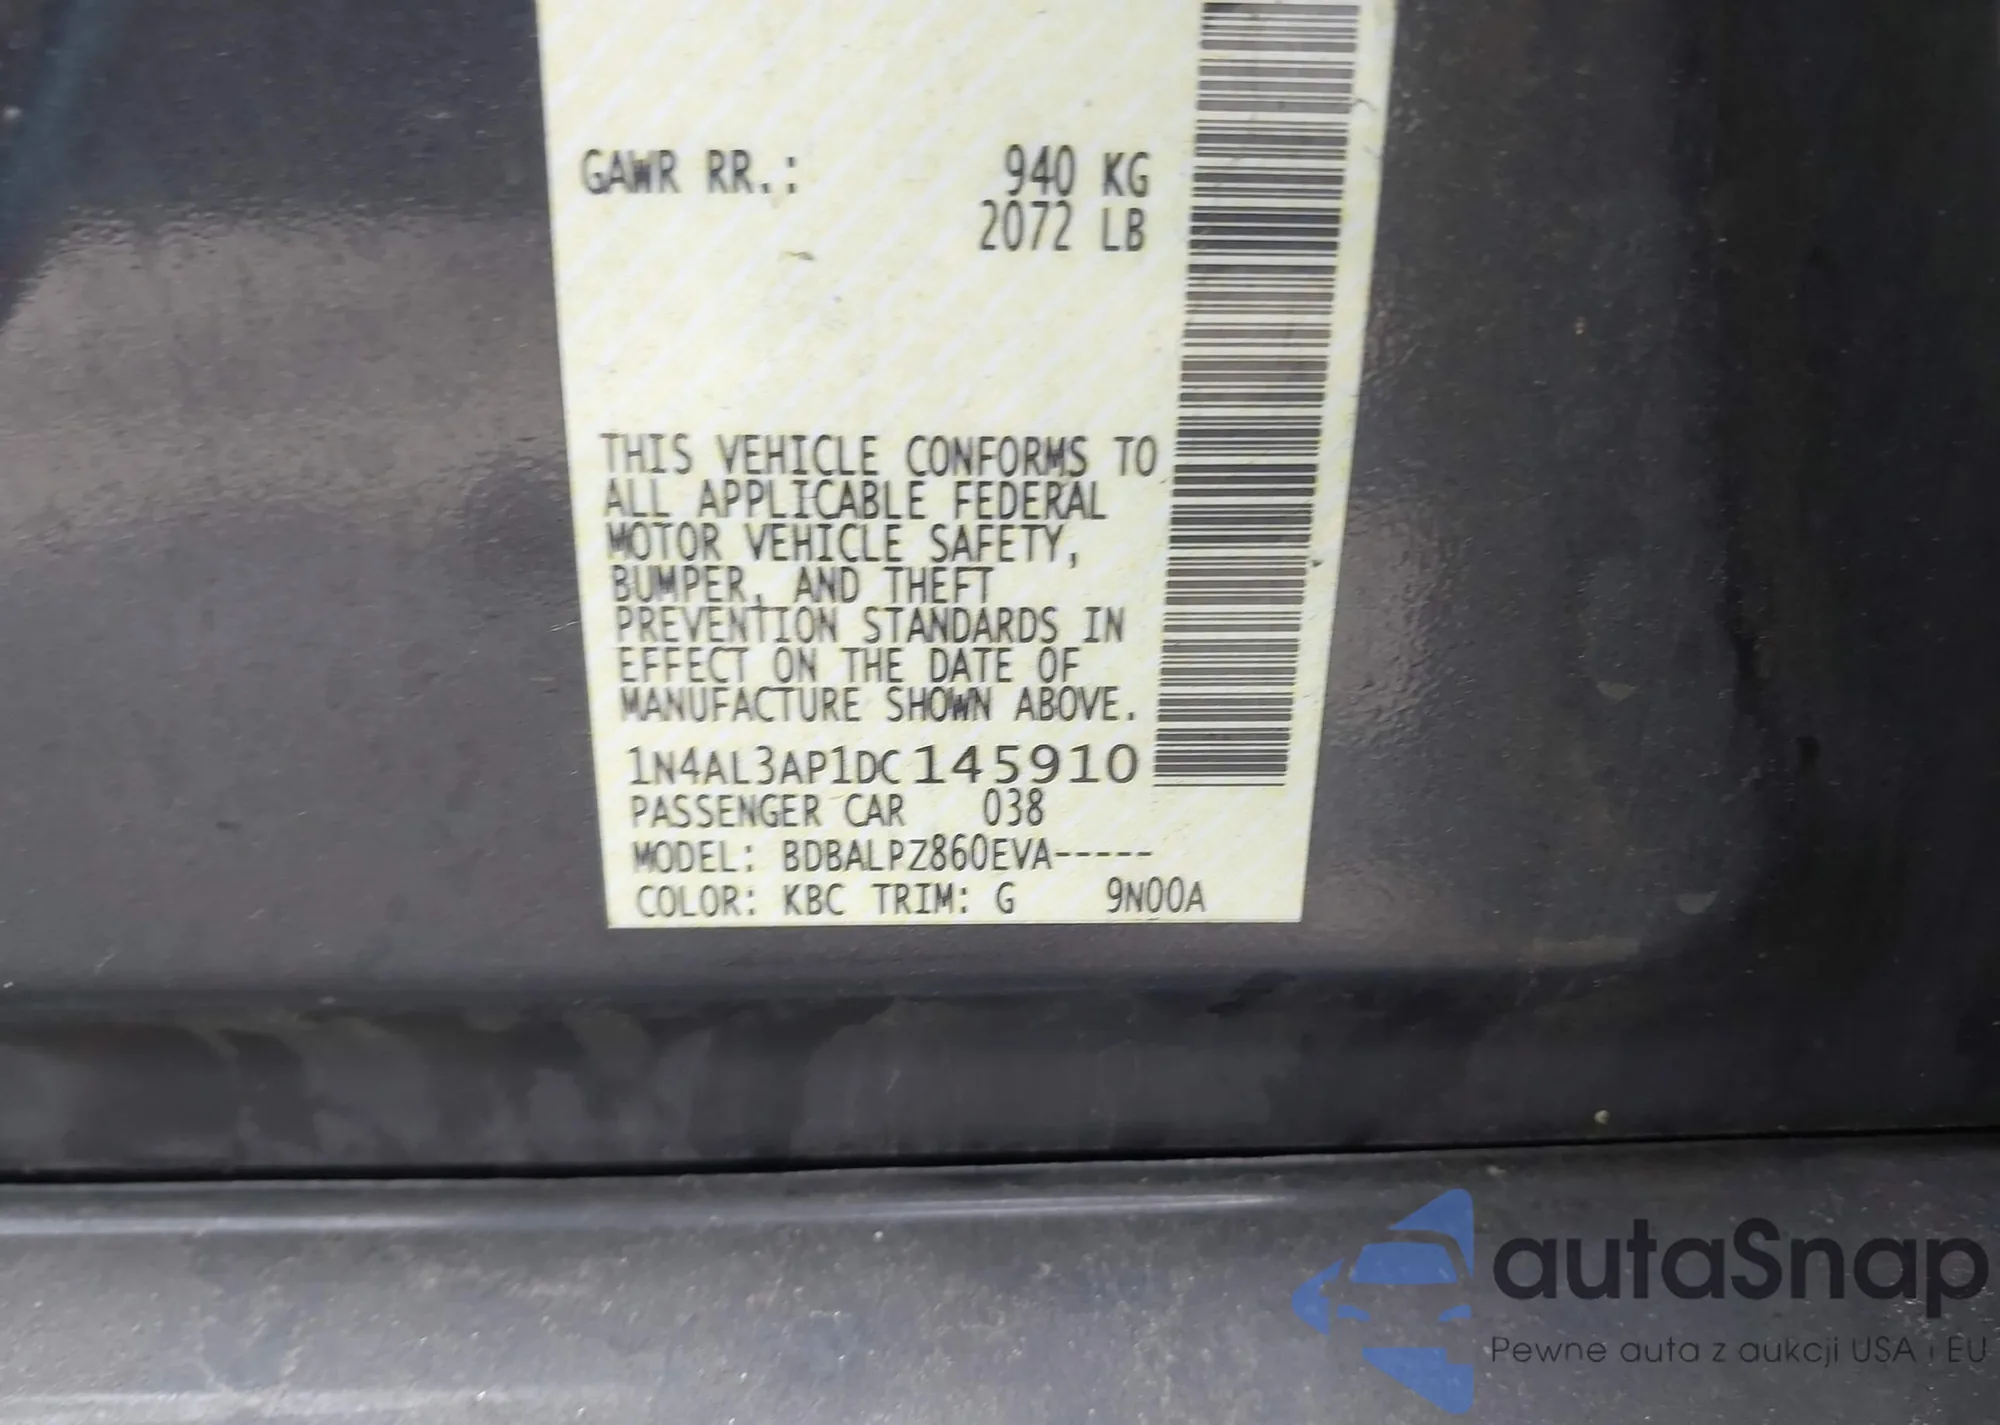 GAWR RR.: 940 KG
2072 LB
THIS VEHICLE CONFORMS TO
ALL APPLICABLE FEDERAL
MOTOR VEHICLE SAFETY,
BUMPER, AND THEFT
PREVENTION STANDARDS IN
EFFECT ON THE DATE OF
MANUFACTURE SHOWN ABOVE.
1N4AL3AP1DC145910
PASSENGER CAR 038
MODEL: BDBALPZ860EVA-----
COLOR: KBC TRIM: G 9N00A
autaSnap
Pewne auta z aukcji USA i EU